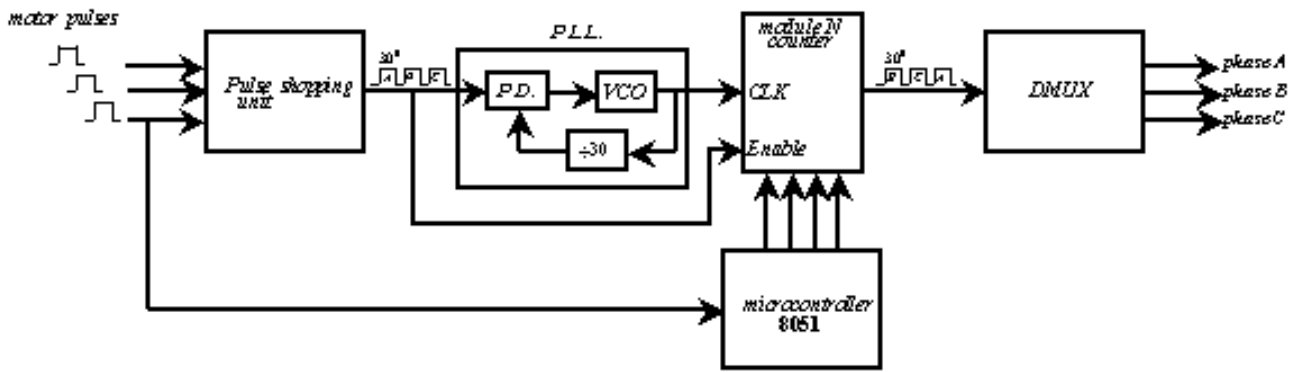 motor pulses
Pulse shopping
unit
30°
A B C
P.L.L.
P.D.
VCO
÷30
module N
counter
CLK
Enable
30°
B C A
DMUX
phase A
phase B
phase C
microcontroller
8051